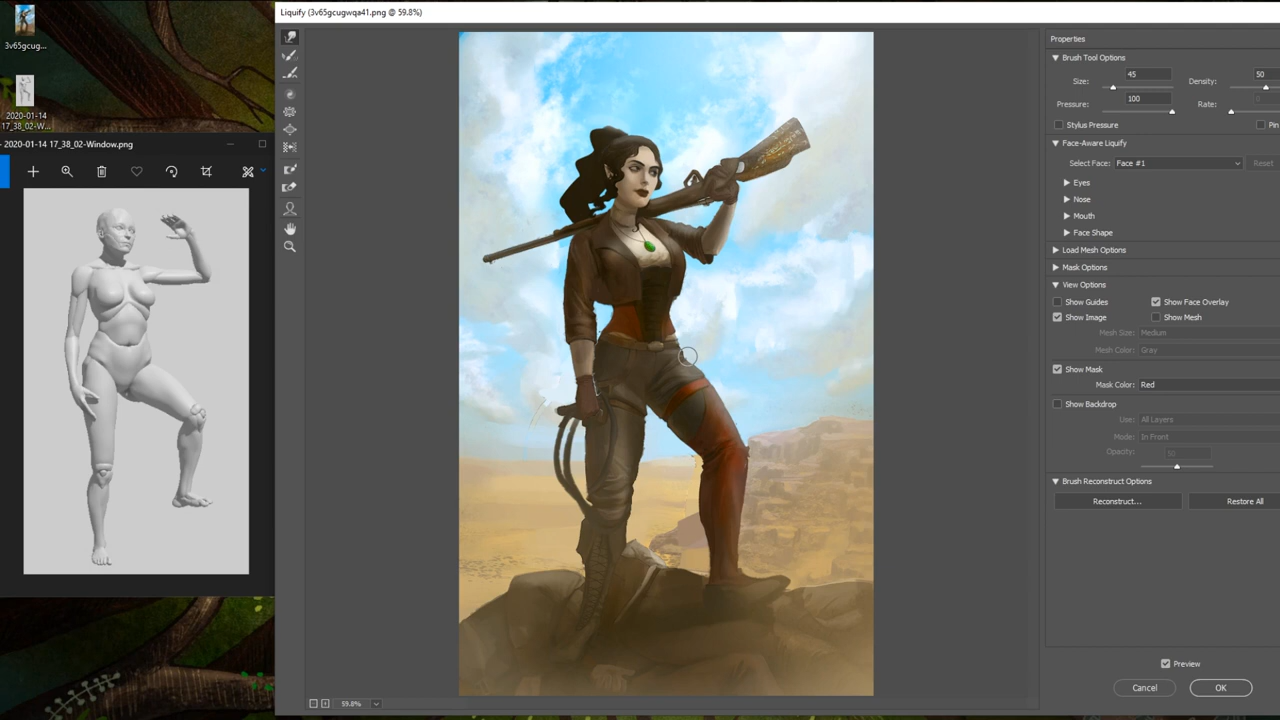 3v65gcug...
2020-01-14
17_38_02-W...
2020-01-14 17_38_02-Window.png
Liquify (3v65gcugwqa41.png @ 59.8%)
59.8%
Properties
Brush Tool Options
Size: 45 Density: 50
Pressure: 100 Rate: 0
Stylus Pressure Pin
Face-Aware Liquify
Select Face: Face #1 Reset
Eyes
Nose
Mouth
Face Shape
Load Mesh Options
Mask Options
View Options
Show Guides Show Face Overlay
Show Image Show Mesh
Mesh Size: Medium
Mesh Color: Gray
Show Mask
Mask Color: Red
Show Backdrop
Use: All Layers
Mode: In Front
Opacity: 50
Brush Reconstruct Options
Reconstruct... Restore All
Preview
Cancel OK